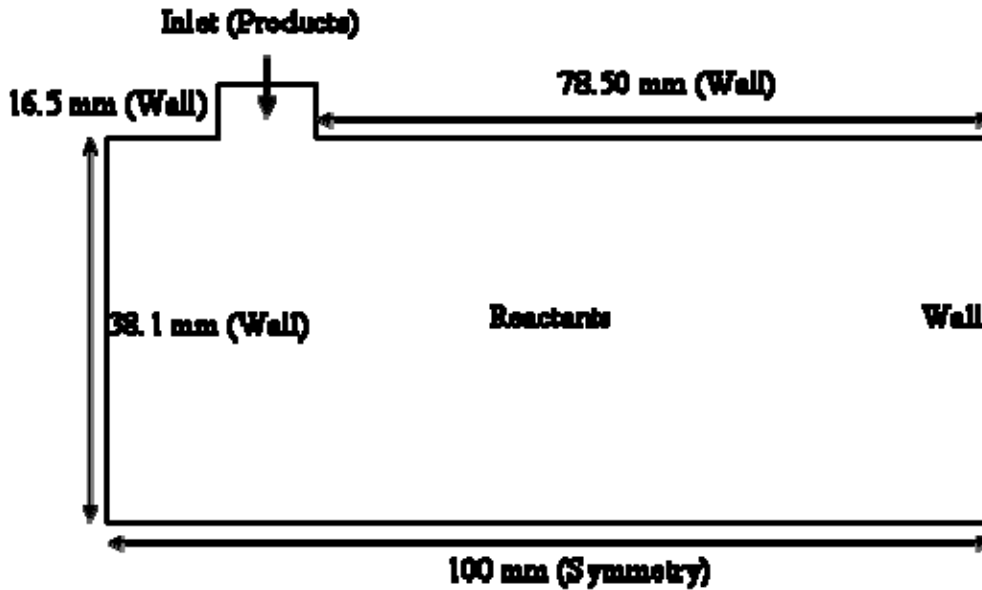 Inlet (Products)
78.50 mm (Wall)
16.5 mm (Wall)
38.1 mm (Wall)
Reactants
Wall
100 mm (Symmetry)